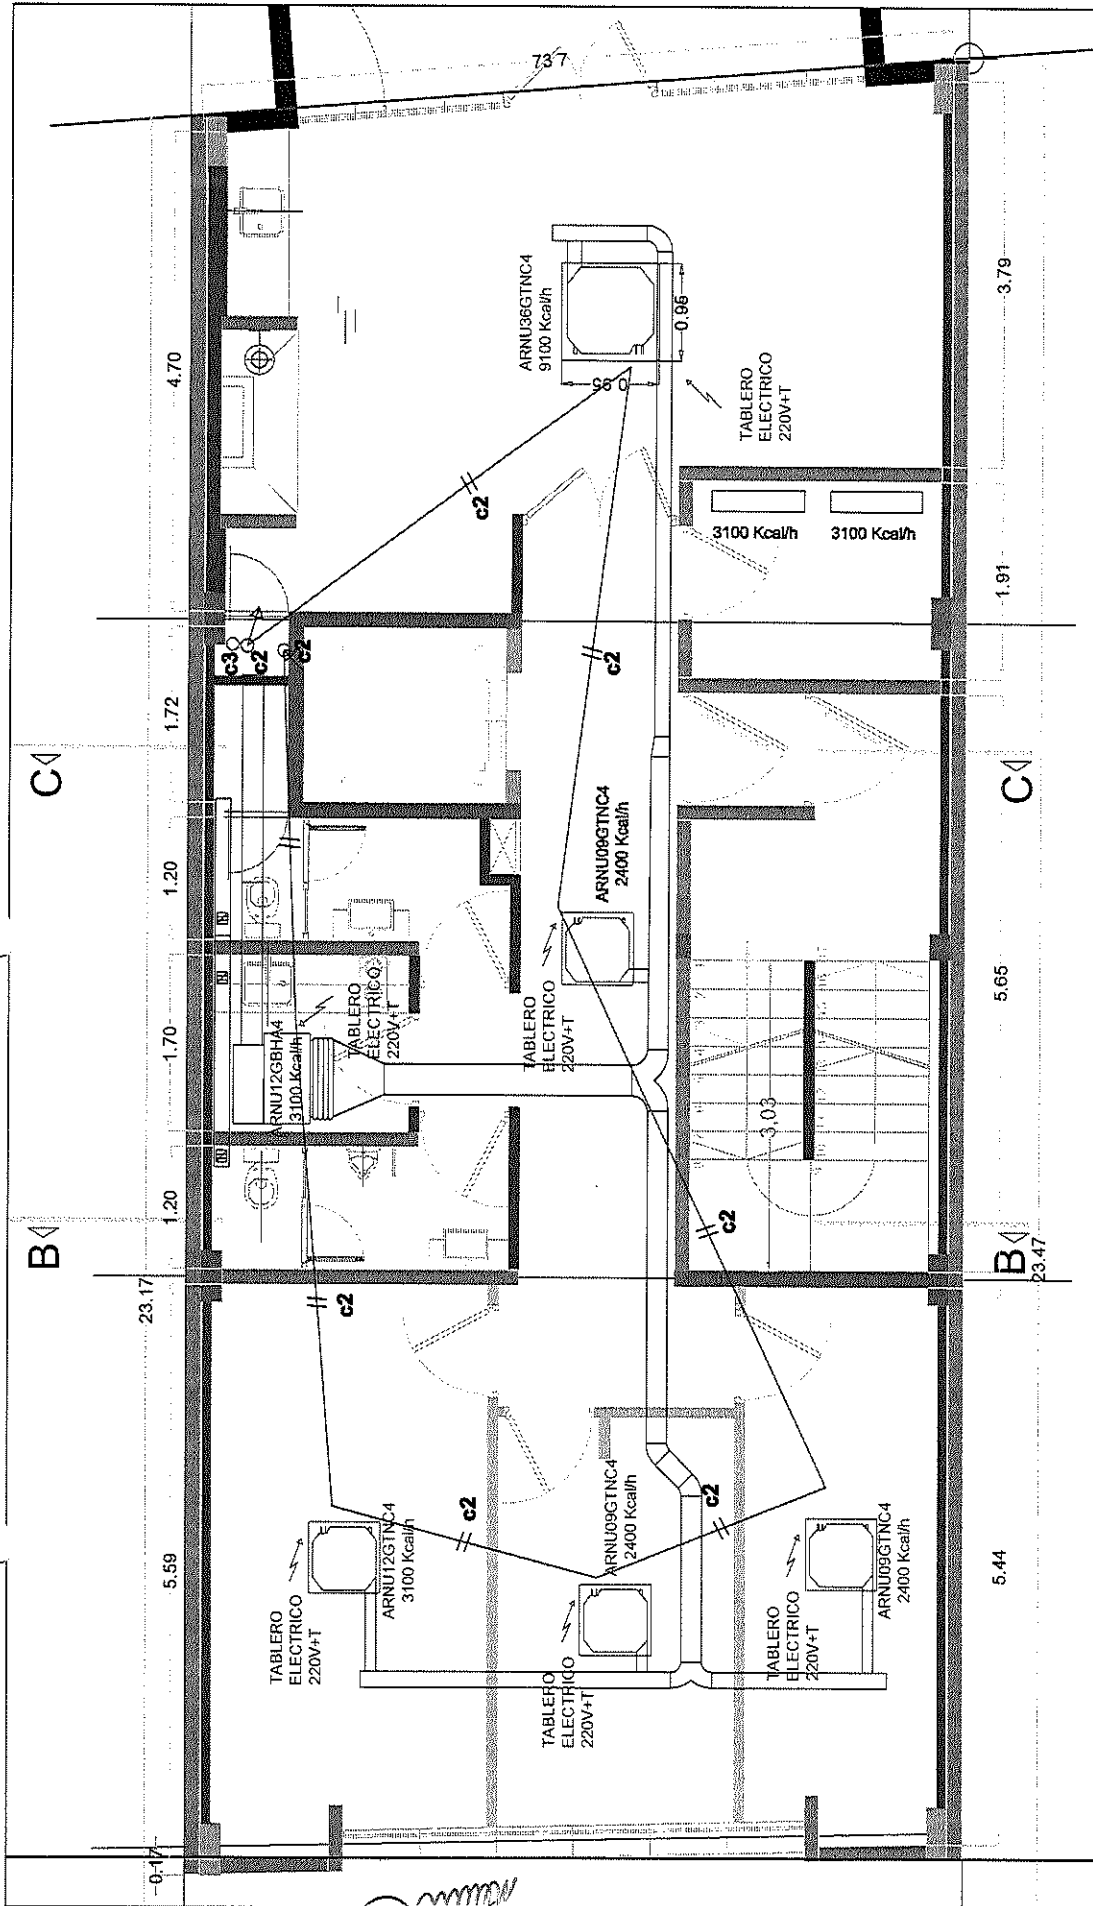 73 7
4.70
ARNU36GTNC4
9100 Kcal/h
0.95
0.95
3.79
TABLERO
ELECTRICO
220V+T
c2
3100 Kcal/h
3100 Kcal/h
1.91
c3
c2
c2
c2
1.72
C
C
ARNU09GTNC4
2400 Kcal/h
1.20
TABLERO
ELECTRICO
220V+T
TABLERO
ELECTRICO
220V+T
5.65
ARNU12GBHA4
3100 Kcal/h
1.70
3,03
1.20
B
B
c2
23.17
23.47
c2
c2
c2
ARNU09GTNC4
2400 Kcal/h
ARNU12GTNC4
3100 Kcal/h
ARNU09GTNC4
2400 Kcal/h
5.59
5.44
TABLERO
ELECTRICO
220V+T
TABLERO
ELECTRICO
220V+T
TABLERO
ELECTRICO
220V+T
0.17